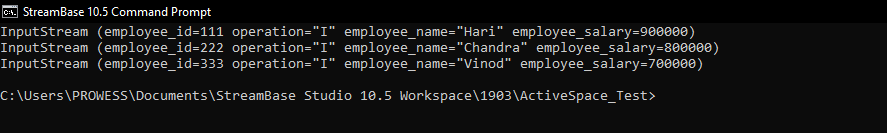 StreamBase 10.5 Command Prompt
InputStream (employee_id=111 operation="I" employee_name="Hari" employee_salary=900000)
InputStream (employee_id=222 operation="I" employee_name="Chandra" employee_salary=800000)
InputStream (employee_id=333 operation="I" employee_name="Vinod" employee_salary=700000)
C:\Users\PROWESS\Documents\StreamBase Studio 10.5 Workspace\1903\ActiveSpace_Test>